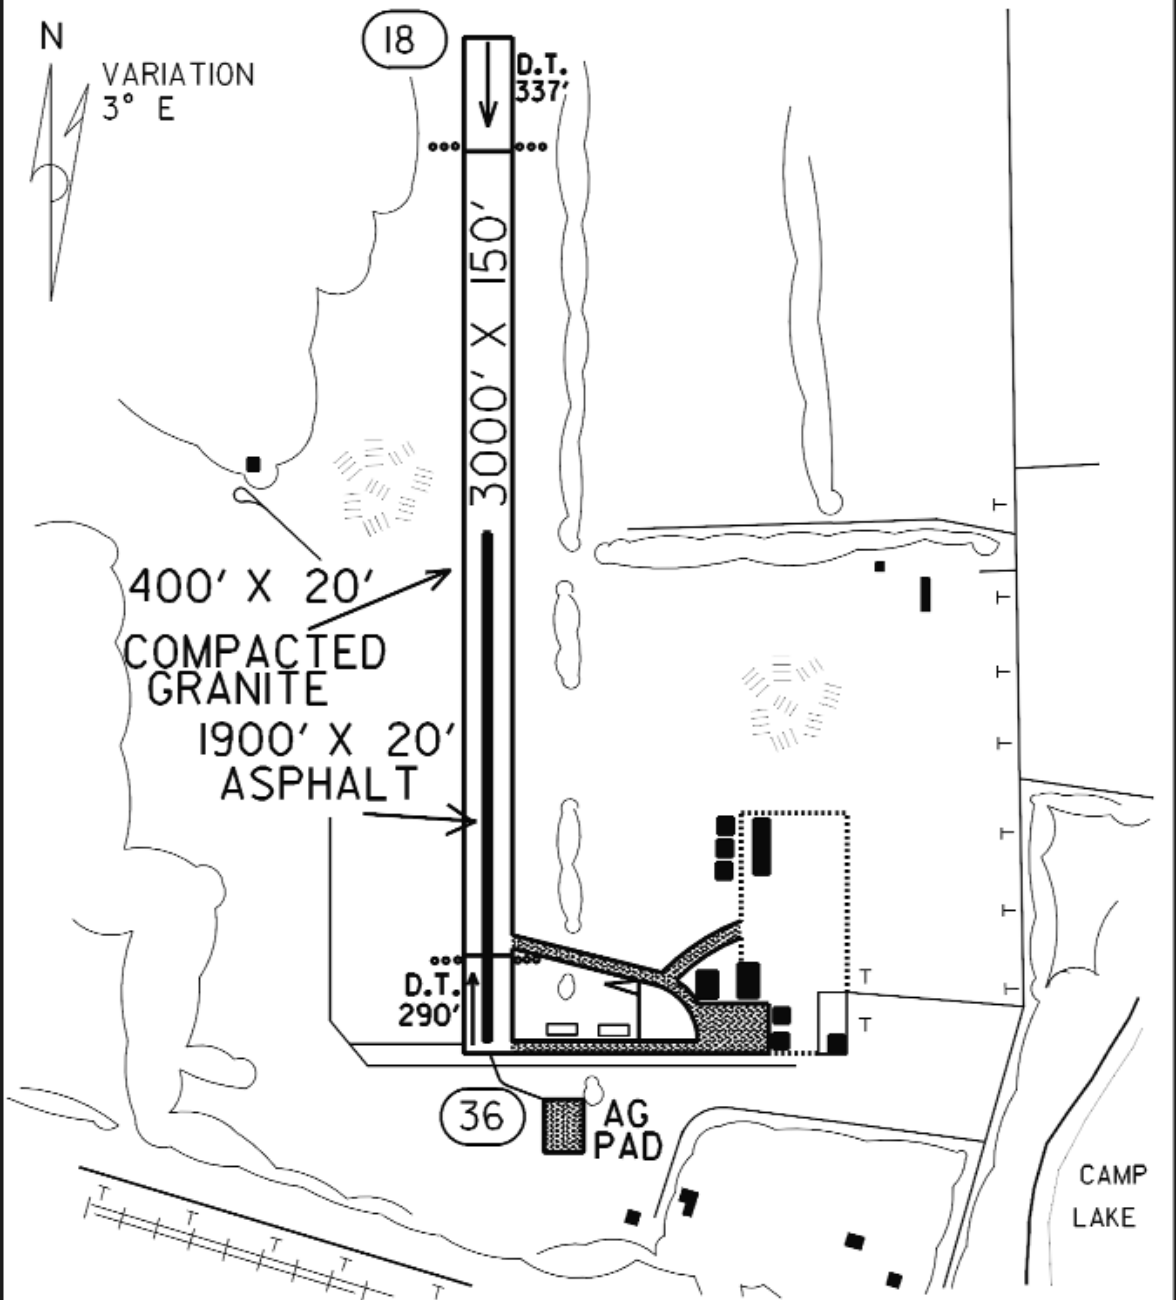 N
VARIATION
3° E
18
D.T.
337'
3000' X 150'
400' X 20'
COMPACTED
GRANITE
1900' X 20'
ASPHALT
D.T.
290'
36
AG
PAD
CAMP
LAKE
T
T
T
T
T
T
T
T
T
T
T
T
T
T